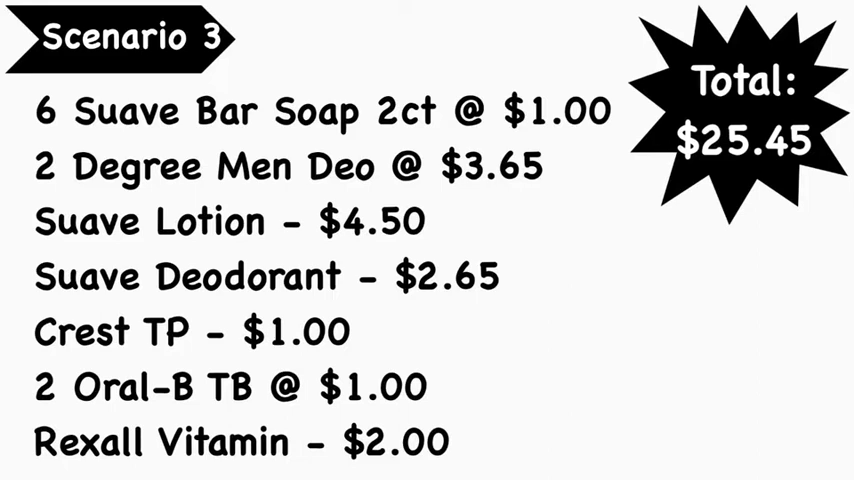 Scenario 3
Total:
$25.45
6 Suave Bar Soap 2ct @ $1.00
2 Degree Men Deo @ $3.65
Suave Lotion - $4.50
Suave Deodorant - $2.65
Crest TP - $1.00
2 Oral-B TB @ $1.00
Rexall Vitamin - $2.00